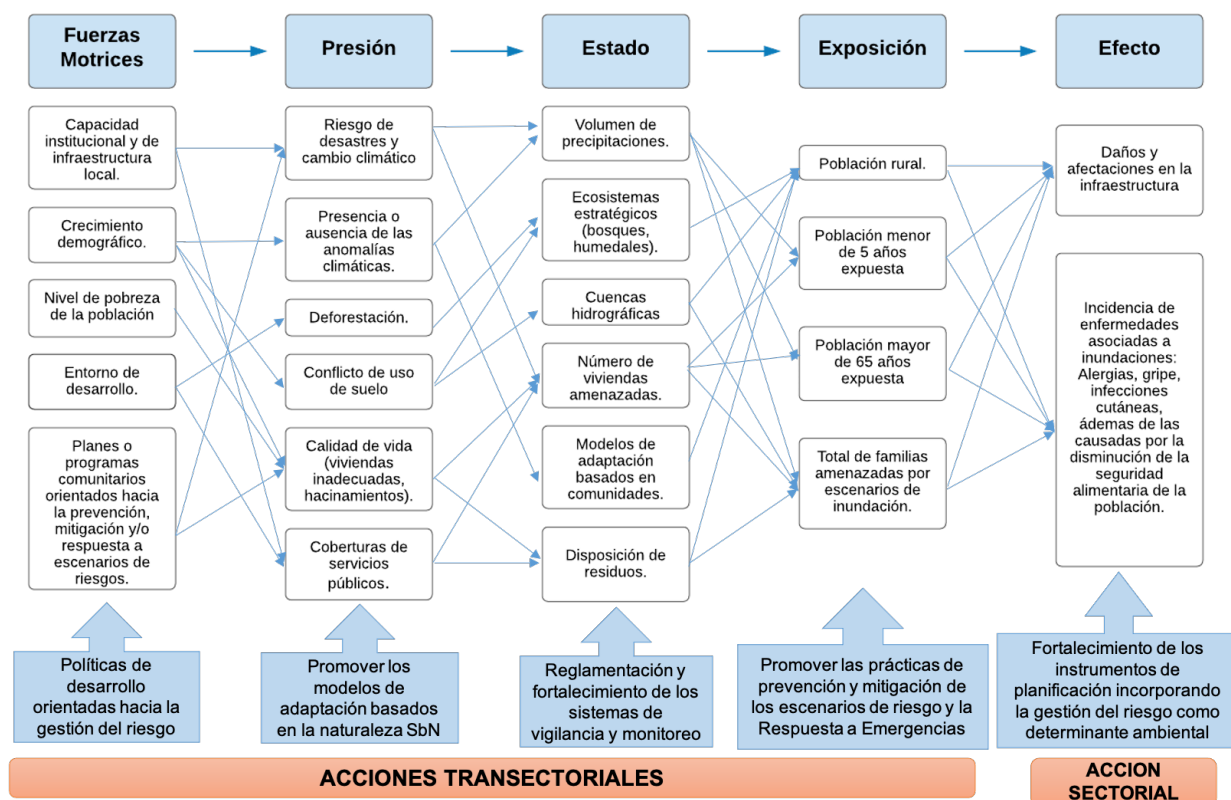 Fuerzas
Motrices
Presión
Estado
Exposición
Efecto
Capacidad
institucional y de
infraestructura
local.
Crecimiento
demográfico.
Nivel de pobreza
de la población
Entorno de
desarrollo.
Planes o
programas
comunitarios
orientados hacia
la prevención,
mitigación y/o
respuesta a
escenarios de
riesgos.
Riesgo de
desastres y
cambio climático
Presencia o
ausencia de las
anomalías
climáticas.
Deforestación.
Conflicto de uso
de suelo
Calidad de vida
(viviendas
inadecuadas,
hacinamientos).
Coberturas de
servicios
públicos.
Volumen de
precipitaciones.
Ecosistemas
estratégicos
(bosques,
humedales).
Cuencas
hidrográficas
Número de
viviendas
amenazadas.
Modelos de
adaptación
basados en
comunidades.
Disposición de
residuos.
Población rural.
Población menor
de 5 años
expuesta
Población mayor
de 65 años
expuesta
Total de familias
amenazadas por
escenarios de
inundación.
Daños y
afectaciones en la
infraestructura
Incidencia de
enfermedades
asociadas a
inundaciones:
Alergias, gripe,
infecciones
cutáneas,
ádemas de las
causadas por la
disminución de la
seguridad
alimentaria de la
población.
Políticas de
desarrollo
orientadas hacia la
gestión del riesgo
Promover los
modelos de
adaptación basados
en la naturaleza SbN
Reglamentación y
fortalecimiento de los
sistemas de
vigilancia y monitoreo
Promover las prácticas de
prevención y mitigación de
los escenarios de riesgo y la
Respuesta a Emergencias
Fortalecimiento de los
instrumentos de
planificación incorporando
la gestión del riesgo como
determinante ambiental
ACCIONES TRANSECTORIALES
ACCION
SECTORIAL